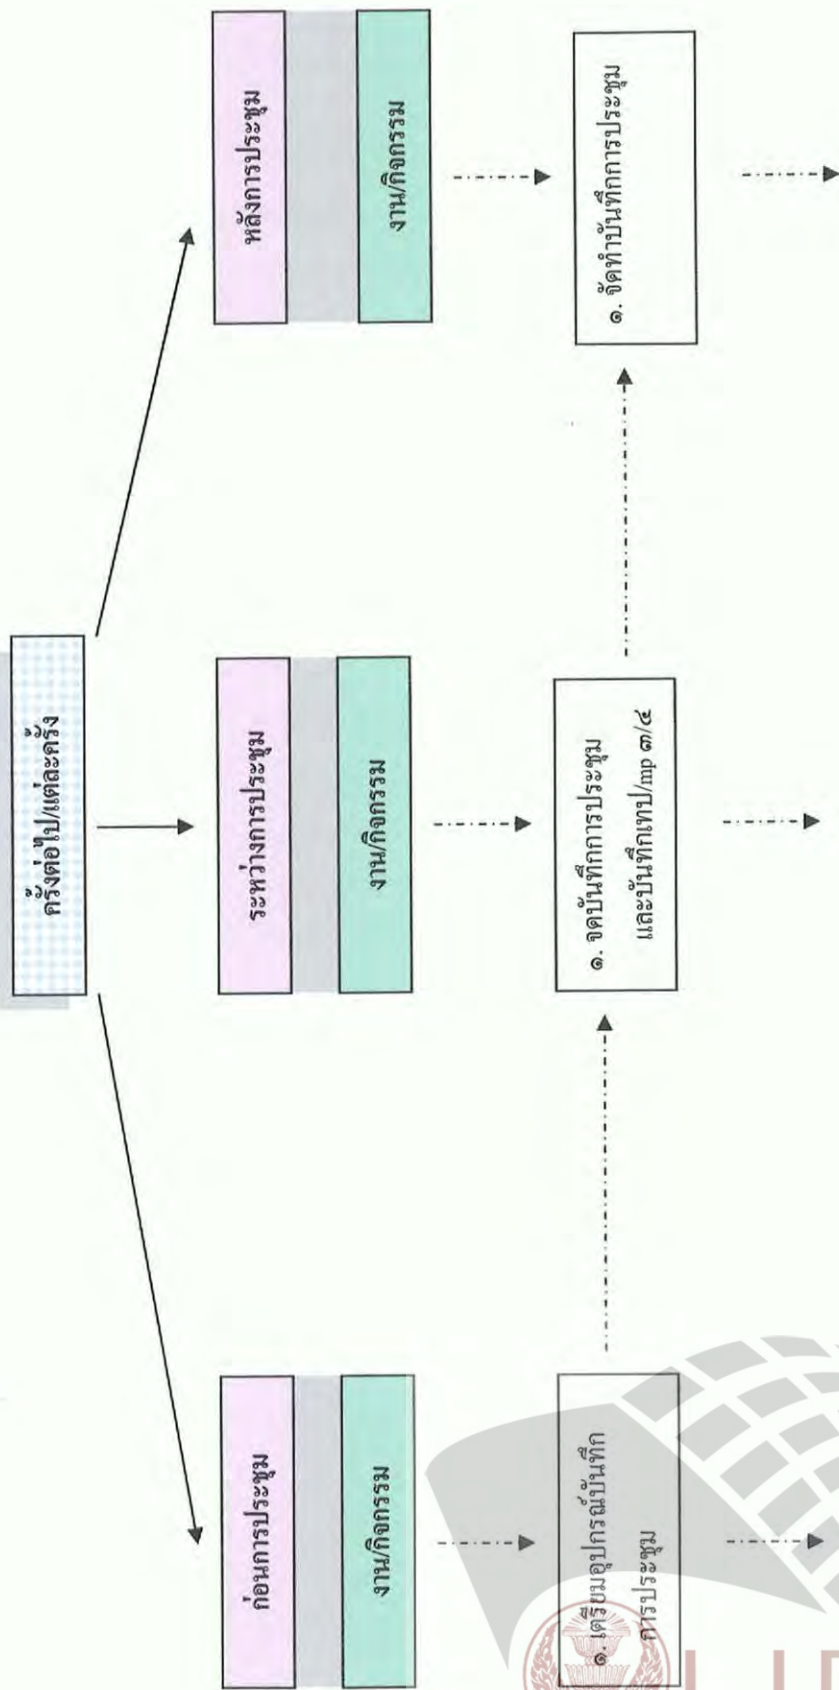 ครั้งต่อไป/แต่ละครั้ง
ก่อนการประชุม
ระหว่างการประชุม
หลังการประชุม
งาน/กิจกรรม
งาน/กิจกรรม
งาน/กิจกรรม
๑. เตรียมอุปกรณ์บันทึก
การประชุม
๑. จดบันทึกการประชุม
และบันทึกเทป/mp ๓/๔
๑. จัดทำบันทึกการประชุม